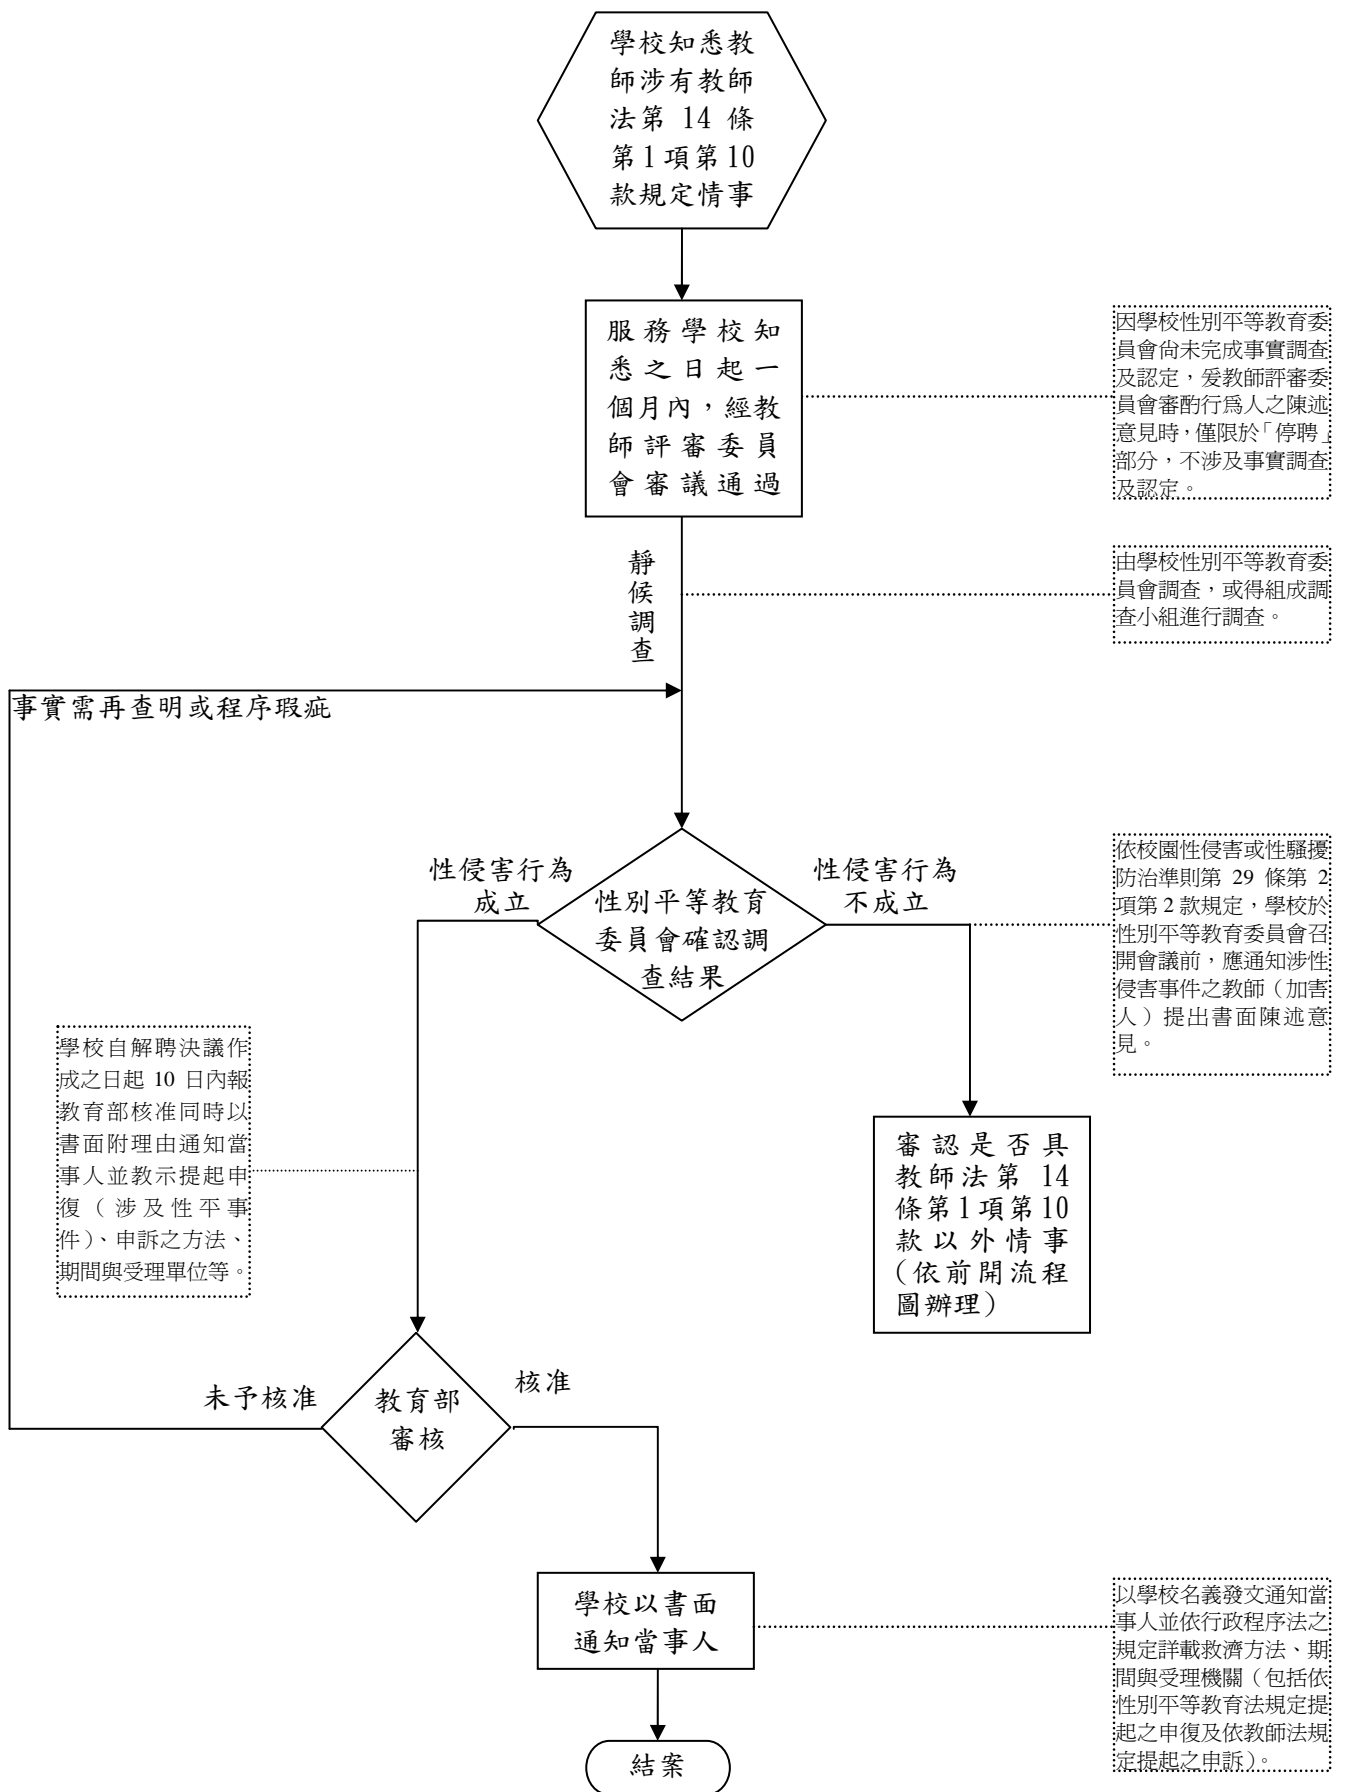 學校知悉教
師涉有教師
法第 14 條
第1項第10
款規定情事
服務學校知
悉之日起一
個月內，經教
師評審委員
會審議通過
因學校性別平等教育委
員會尚未完成事實調查
及認定，爰教師評審委
員會審酌行為人之陳述
意見時，僅限於「停聘」
部分，不涉及事實調查
及認定。
靜
候
調
查
由學校性別平等教育委
員會調查，或得組成調
查小組進行調查。
事實需再查明或程序瑕疵
性侵害行為
成立
性別平等教育
委員會確認調
查結果
性侵害行為
不成立
依校園性侵害或性騷擾
防治準則第 29 條第 2
項第 2 款規定，學校於
性別平等教育委員會召
開會議前，應通知涉性
侵害事件之教師（加害
人）提出書面陳述意
見。
學校自解聘決議作
成之日起 10 日內報
教育部核准同時以
書面附理由通知當
事人並教示提起申
復（涉及性平事
件）、申訴之方法、
期間與受理單位等。
審認是否具
教師法第 14
條第1項第10
款以外情事
(依前開流程
圖辦理)
未予核准
教育部
審核
核准
學校以書面
通知當事人
以學校名義發文通知當
事人並依行政程序法之
規定詳載救濟方法、期
間與受理機關（包括依
性別平等教育法規定提
起之申復及依教師法規
定提起之申訴）。
結案